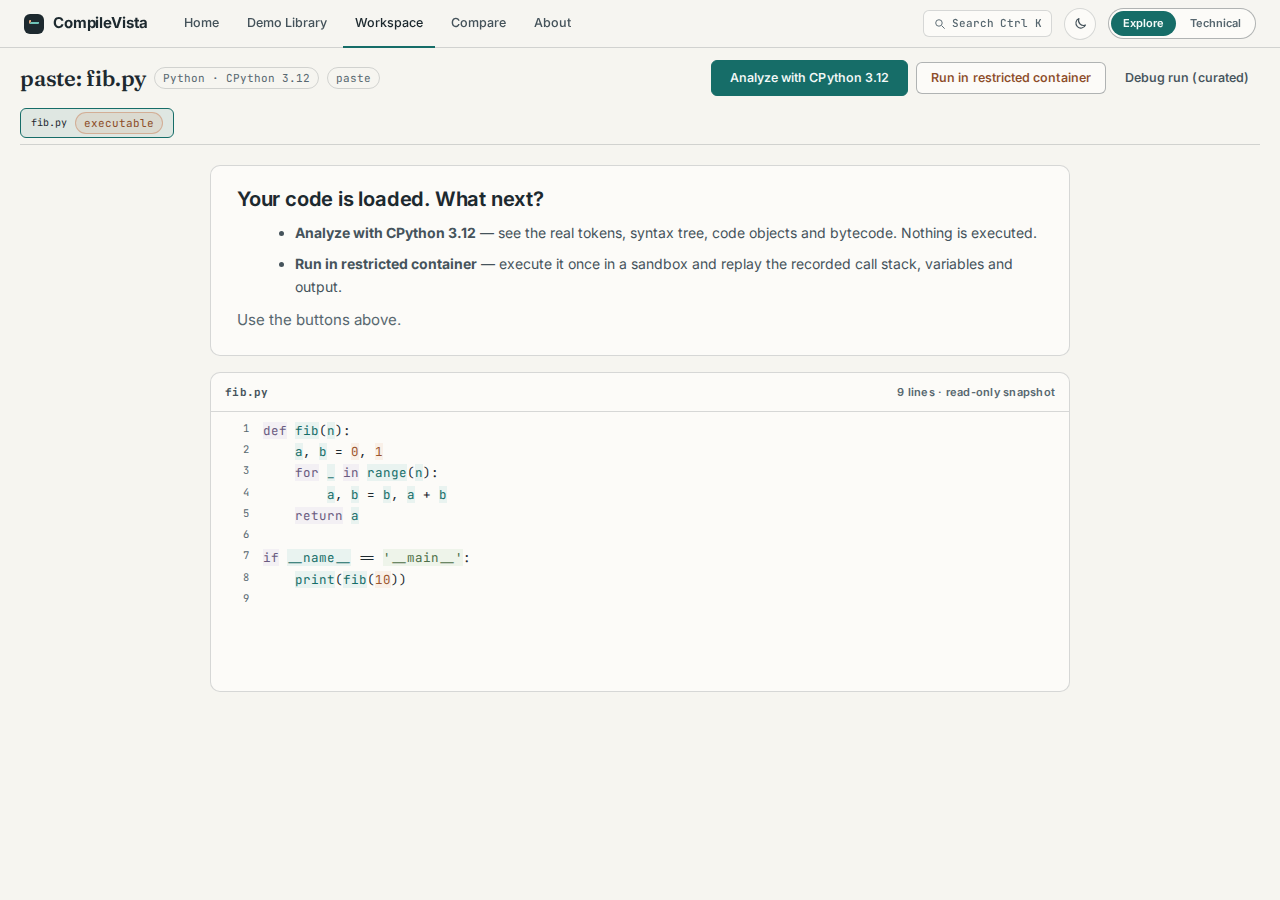 CompileVista Home Demo Library Workspace Compare About Search Ctrl K Explore Technical
paste: fib.py Python · CPython 3.12 paste Analyze with CPython 3.12 Run in restricted container Debug run (curated)
fib.py executable
Your code is loaded. What next?
• Analyze with CPython 3.12 — see the real tokens, syntax tree, code objects and bytecode. Nothing is executed.
• Run in restricted container — execute it once in a sandbox and replay the recorded call stack, variables and
output.
Use the buttons above.
fib.py 9 lines · read-only snapshot
1 def fib(n):
2     a, b = 0, 1
3     for _ in range(n):
4         a, b = b, a + b
5     return a
6
7 if __name__ == '__main__':
8     print(fib(10))
9